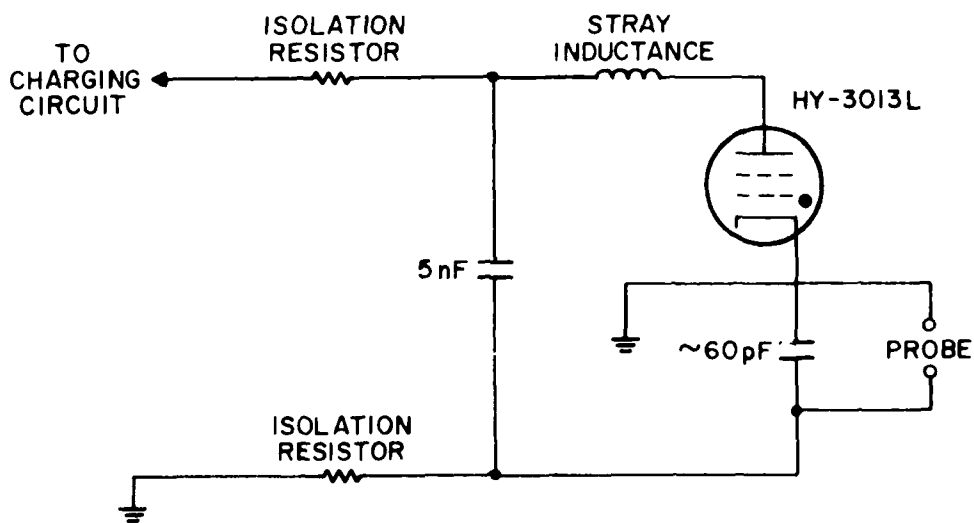 ISOLATION
RESISTOR
STRAY
INDUCTANCE
TO
CHARGING
CIRCUIT
HY-3013L
5nF
~60pF
PROBE
ISOLATION
RESISTOR